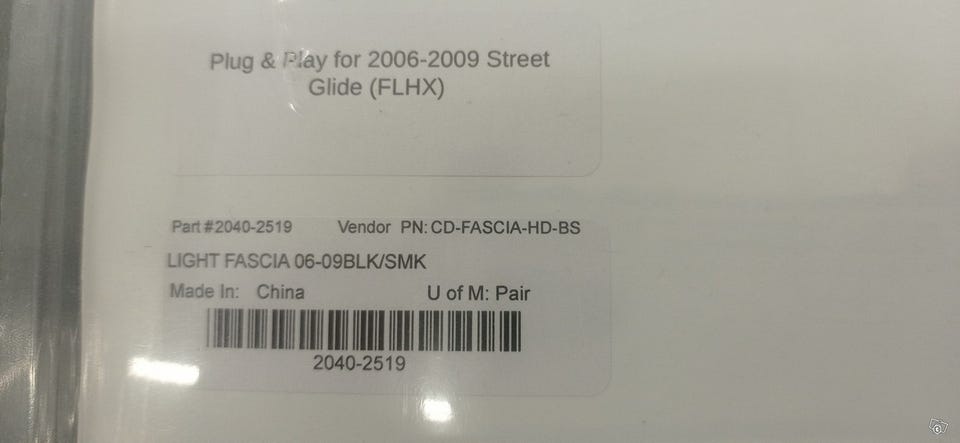 Plug & Play for 2006-2009 Street
Glide (FLHX)
Part #2040-2519 Vendor PN: CD-FASCIA-HD-BS
LIGHT FASCIA 06-09BLK/SMK
Made In: China U of M: Pair
2040-2519